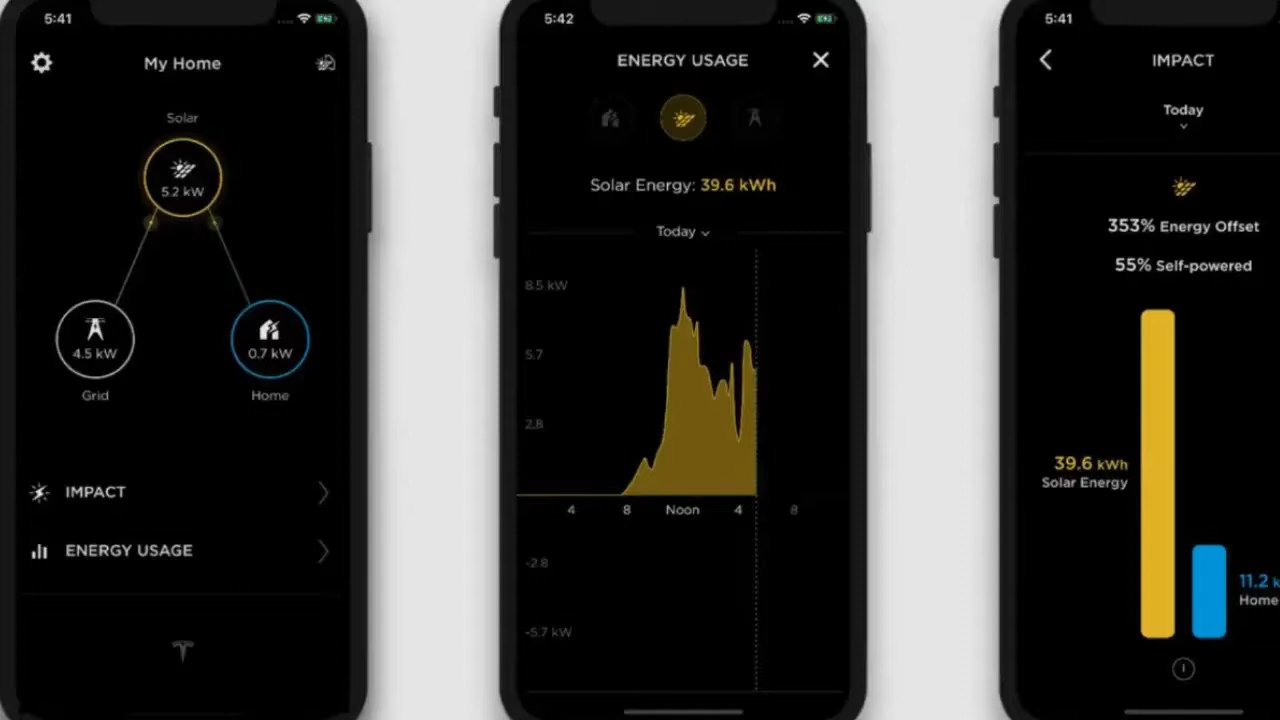 5:41
My Home
Solar
5.2 kW
4.5 kW
0.7 kW
Grid
Home
IMPACT
ENERGY USAGE
5:42
ENERGY USAGE
Solar Energy: 39.6 kWh
Today
8.5 kW
5.7
2.8
4 8 Noon 4 8
-2.8
-5.7 kW
5:41
IMPACT
Today
353% Energy Offset
55% Self-powered
39.6 kWh
Solar Energy
11.2 k
Home